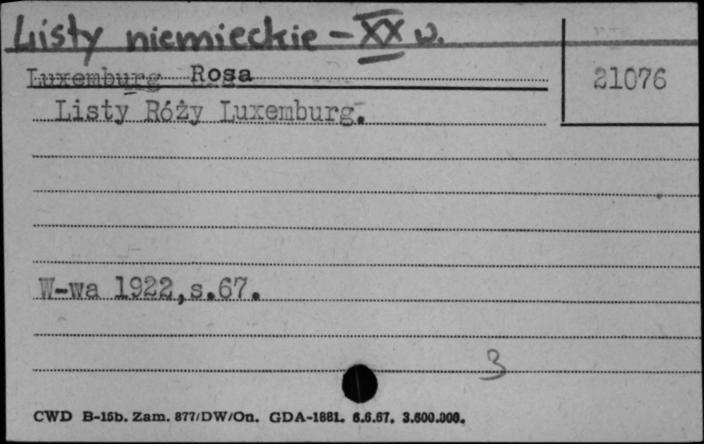 Listy niemieckie - XX w.
Luxemburg Rosa
21076
Listy Róży Luxemburg.
W-wa 1922,s.67.
3
CWD B-15b. Zam. 877/DW/On. GDA-1881. 6.6.67. 3.600.000.